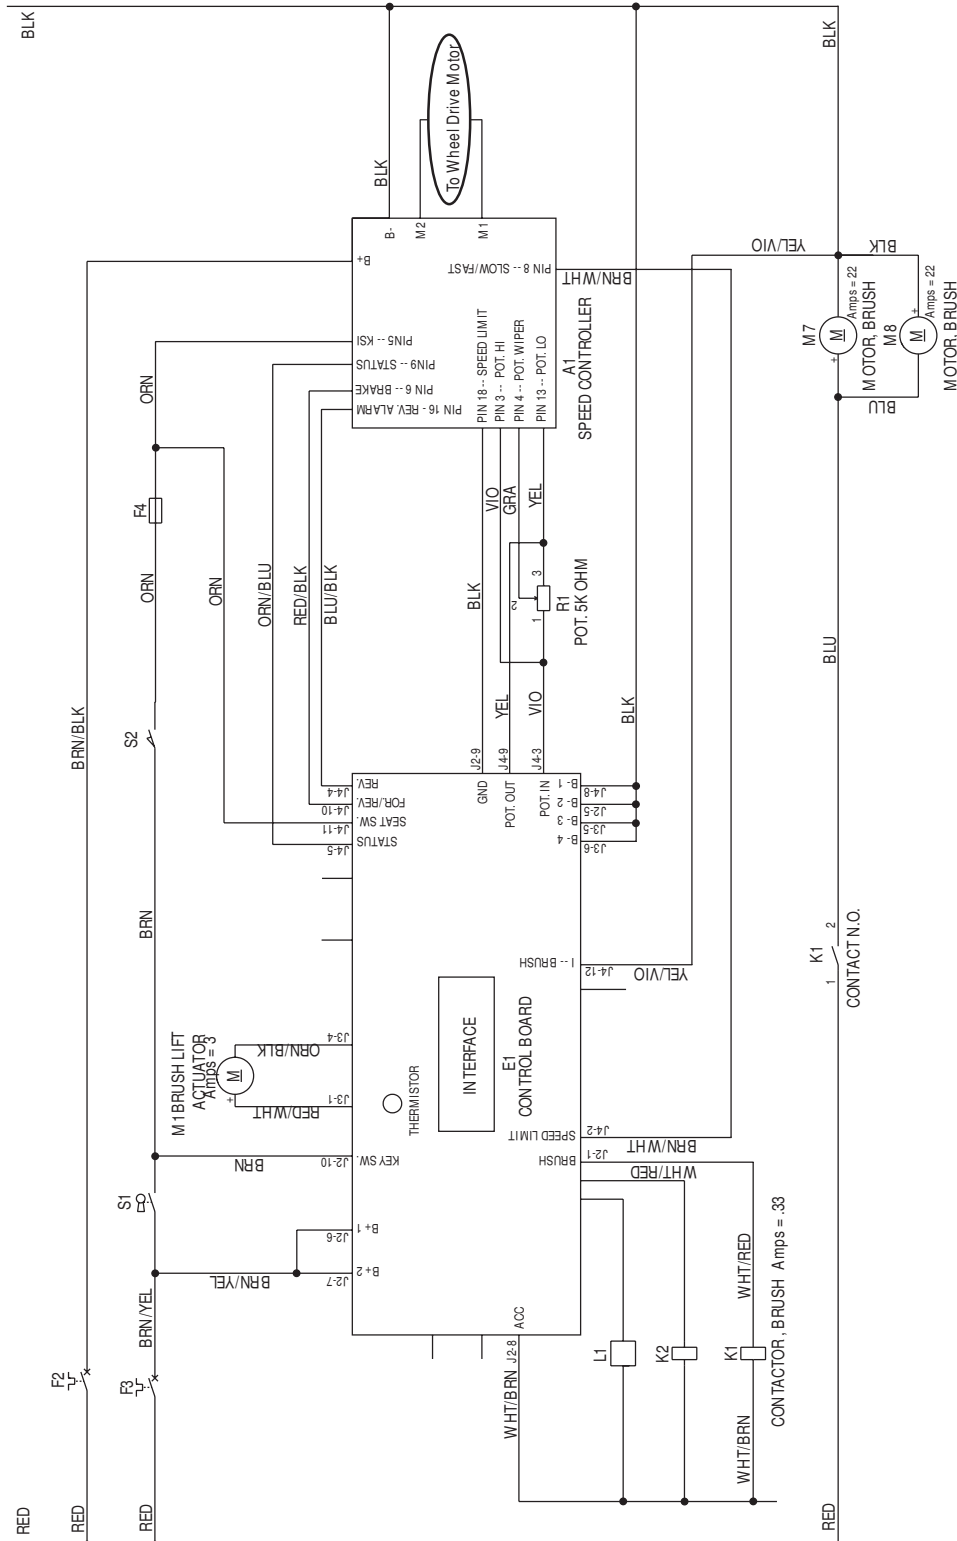 BLK
BLK
BLK
To Wheel Drive Motor
BLK
B-
M2
M1
B+
PIN 8 -- SLOW/FAST
YEL/VIO
BLK
BRN/WHT
PIN5 -- KSI
PIN9 -- STATUS
PIN 6 -- BRAKE
PIN 16 - REV. ALARM
PIN 18 -- SPEED LIMIT
PIN 3 -- POT. HI
PIN 4 -- POT. WIPER
PIN 13 -- POT. LO
A1
SPEED CONTROLLER
M7
M
+
Amps = 22
MOTOR, BRUSH
M8
M
+
Amps = 22
MOTOR. BRUSH
BLU
ORN
F4
ORN
ORN
ORN/BLU
RED/BLK
BLU/BLK
BLK
VIO
GRA
YEL
3
2
1
R1
POT. 5K OHM
YEL
VIO
BLU
BLK
BRN/BLK
S2
J4-4
REV.
J4-10
FOR./REV.
J4-11
SEAT SW.
J4-5
STATUS
J2-9
GND
J4-9
POT. OUT
J4-3
POT. IN
B- 1
J4-8
B- 2
J2-5
B- 3
J3-5
B- 4
J3-6
BRN
I -- BRUSH
J4-12
YEL/VIO
K1
2
1
CONTACT N.O.
M1 BRUSH LIFT
ACTUATOR
Amps = 3
M
+
J3-4
ORN/BLK
J3-1
RED/WHT
THERMISTOR
INTERFACE
E1
CONTROL BOARD
SPEED LIMIT
J4-2
BRN/WHT
BRUSH
J2-1
WHT/RED
S1
BRN
J2-10
KEY SW.
J2-6
B+ 1
J2-7
B+ 2
BRN/YEL
BRN/YEL
ACC
J2-8
WHT/BRN
L1
K2
K1
WHT/RED
WHT/BRN
CONTACTOR, BRUSH Amps = .33
F2
F3
RED
RED
RED
RED